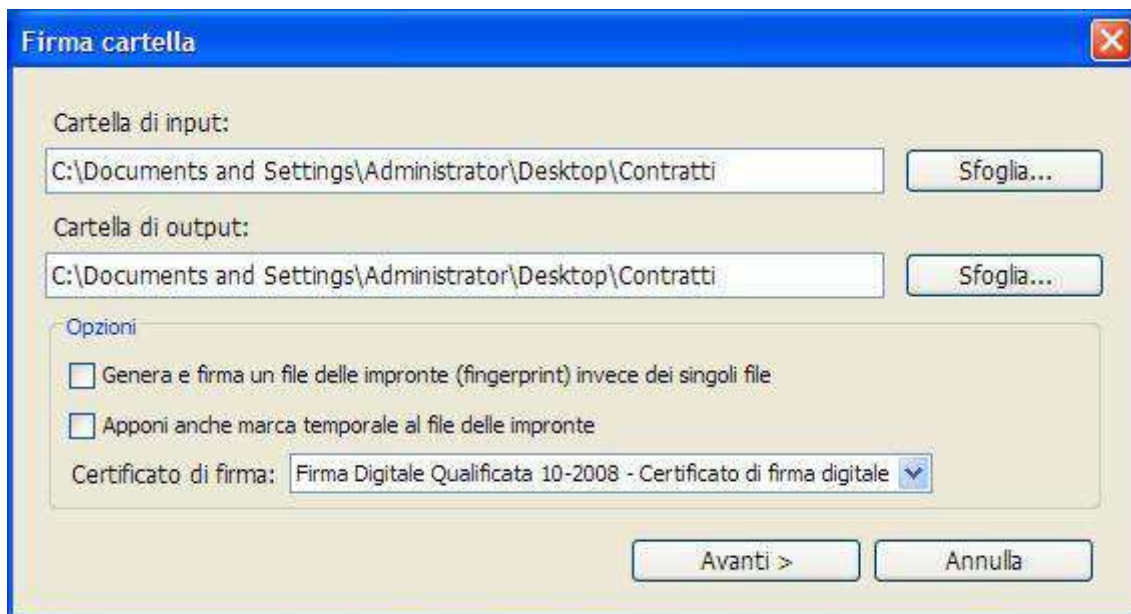 Firma cartella
Cartella di input:
C:\Documents and Settings\Administrator\Desktop\Contratti
Sfoglia...
Cartella di output:
C:\Documents and Settings\Administrator\Desktop\Contratti
Sfoglia...
Opzioni
Genera e firma un file delle impronte (fingerprint) invece dei singoli file
Apponi anche marca temporale al file delle impronte
Certificato di firma: Firma Digitale Qualificata 10-2008 - Certificato di firma digitale
Avanti > Annulla